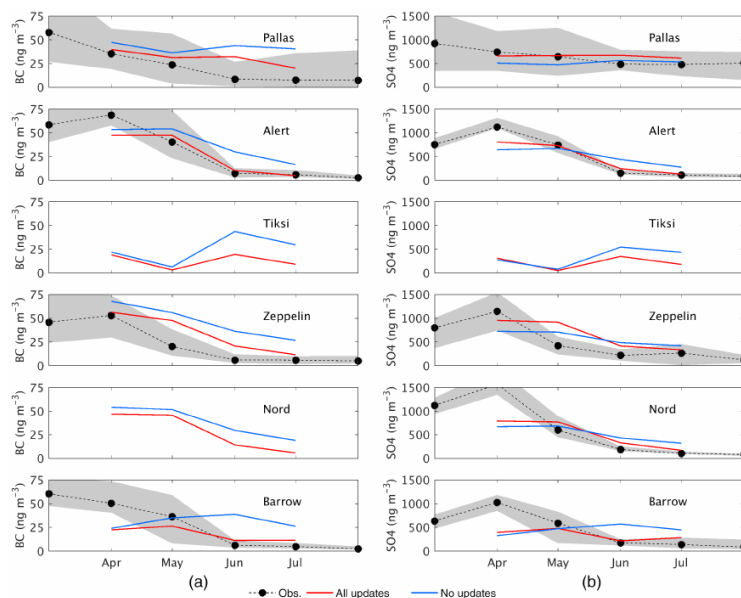 75
50
25
0
BC (ng m⁻³)
Pallas
1500
1000
500
0
SO4 (ng m⁻³)
Pallas
75
50
25
0
BC (ng m⁻³)
Alert
1500
1000
500
0
SO4 (ng m⁻³)
Alert
75
50
25
0
BC (ng m⁻³)
Tiksi
1500
1000
500
0
SO4 (ng m⁻³)
Tiksi
75
50
25
0
BC (ng m⁻³)
Zeppelin
1500
1000
500
0
SO4 (ng m⁻³)
Zeppelin
75
50
25
0
BC (ng m⁻³)
Nord
1500
1000
500
0
SO4 (ng m⁻³)
Nord
75
50
25
0
BC (ng m⁻³)
Barrow
1500
1000
500
0
SO4 (ng m⁻³)
Barrow
Apr May Jun Jul
Apr May Jun Jul
(a) (b)
Obs. All updates No updates